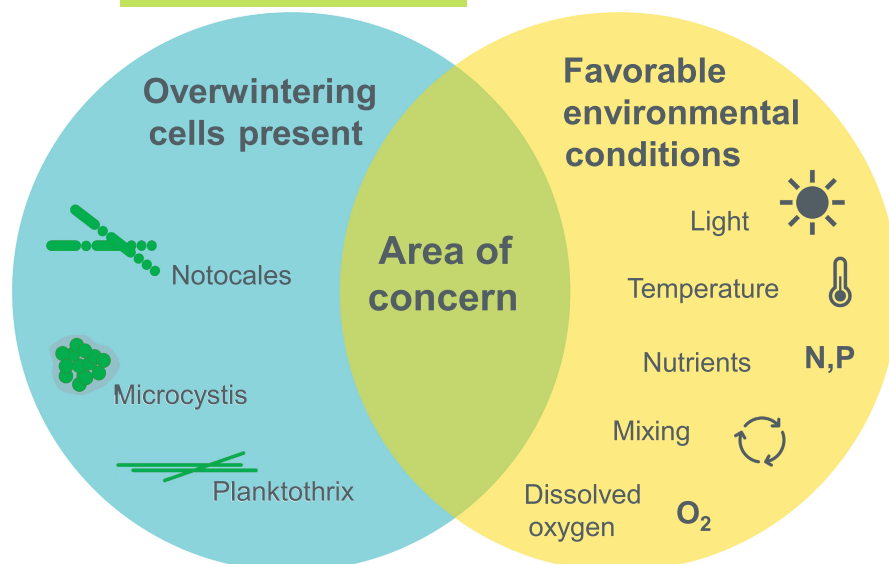 Overwintering
cells present
Notocales
Microcystis
Planktothrix
Area of
concern
Favorable
environmental
conditions
Light
Temperature
Nutrients
N,P
Mixing
Dissolved
oxygen
O₂